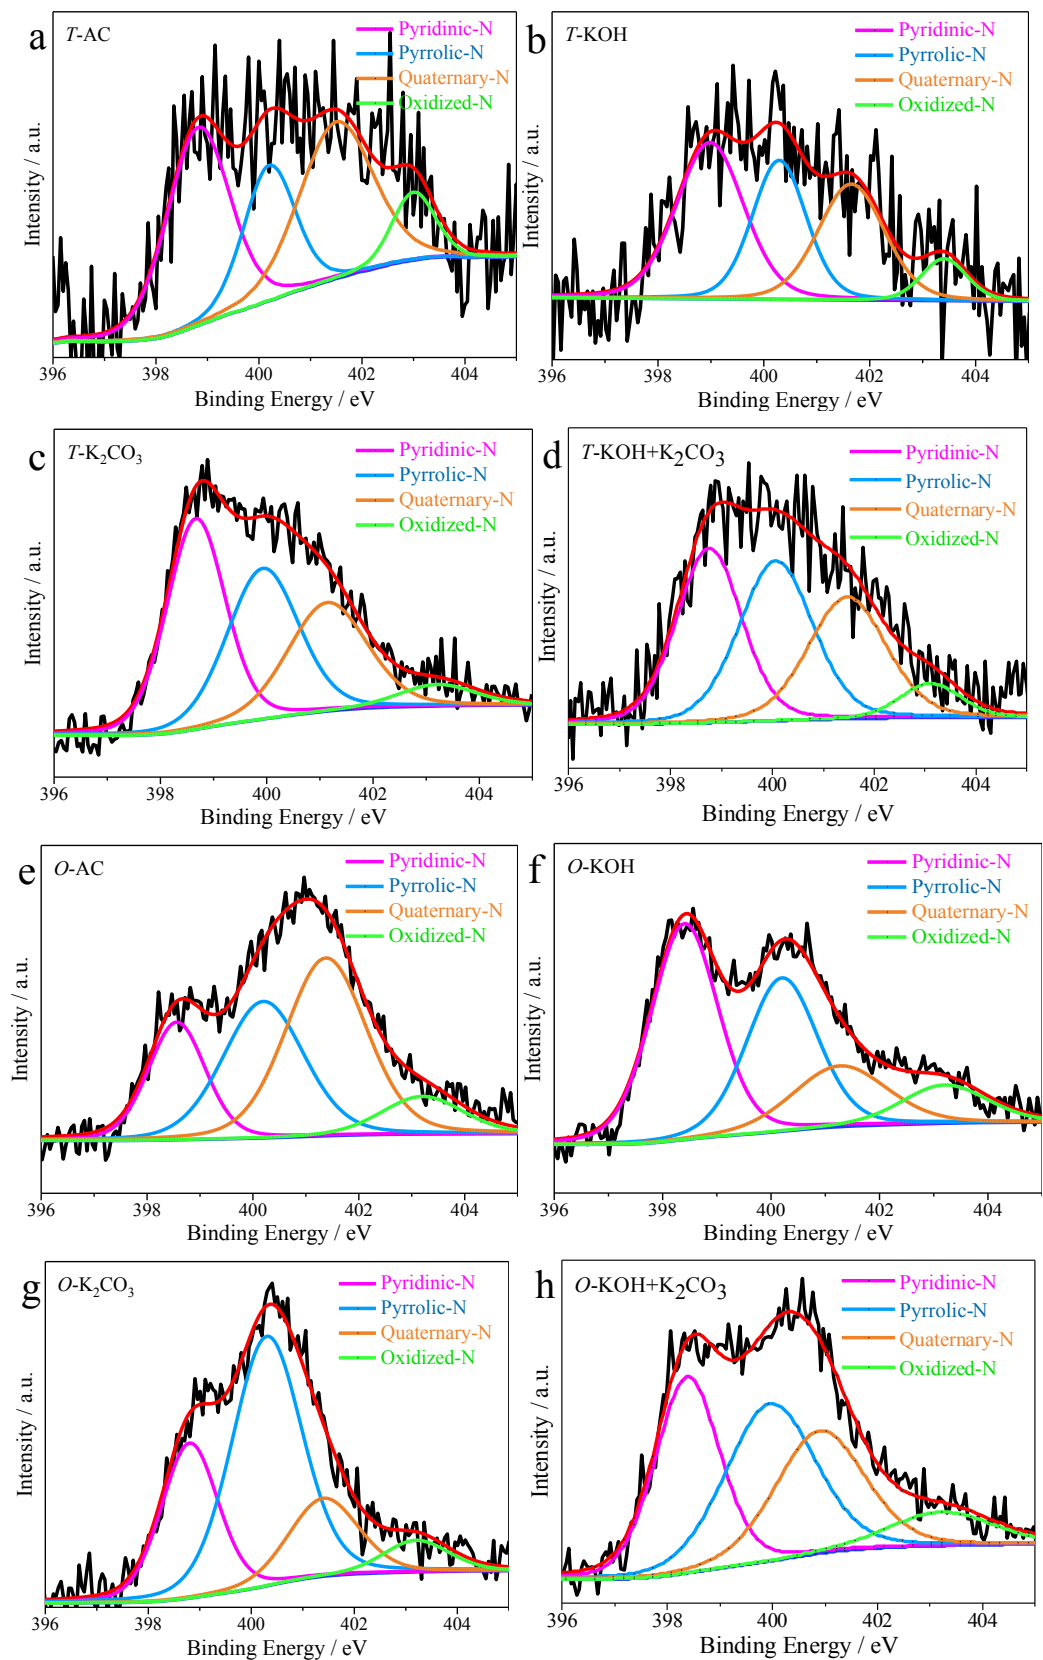 a
T-AC
Pyridinic-N
Pyrrolic-N
Quaternary-N
Oxidized-N
Intensity / a.u.
396 398 400 402 404
Binding Energy / eV
b
T-KOH
Pyridinic-N
Pyrrolic-N
Quaternary-N
Oxidized-N
Intensity / a.u.
396 398 400 402 404
Binding Energy / eV
c
T-K₂CO₃
Pyridinic-N
Pyrrolic-N
Quaternary-N
Oxidized-N
Intensity / a.u.
396 398 400 402 404
Binding Energy / eV
d
T-KOH+K₂CO₃
Pyridinic-N
Pyrrolic-N
Quaternary-N
Oxidized-N
Intensity / a.u.
396 398 400 402 404
Binding Energy / eV
e
O-AC
Pyridinic-N
Pyrrolic-N
Quaternary-N
Oxidized-N
Intensity / a.u.
396 398 400 402 404
Binding Energy / eV
f
O-KOH
Pyridinic-N
Pyrrolic-N
Quaternary-N
Oxidized-N
Intensity / a.u.
396 398 400 402 404
Binding Energy / eV
g
O-K₂CO₃
Pyridinic-N
Pyrrolic-N
Quaternary-N
Oxidized-N
Intensity / a.u.
396 398 400 402 404
Binding Energy / eV
h
O-KOH+K₂CO₃
Pyridinic-N
Pyrrolic-N
Quaternary-N
Oxidized-N
Intensity / a.u.
396 398 400 402 404
Binding Energy / eV